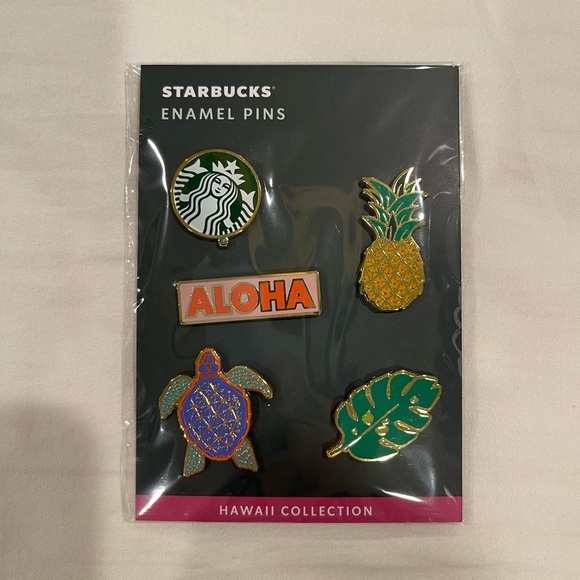 STARBUCKS®
ENAMEL PINS
ALOHA
HAWAII COLLECTION